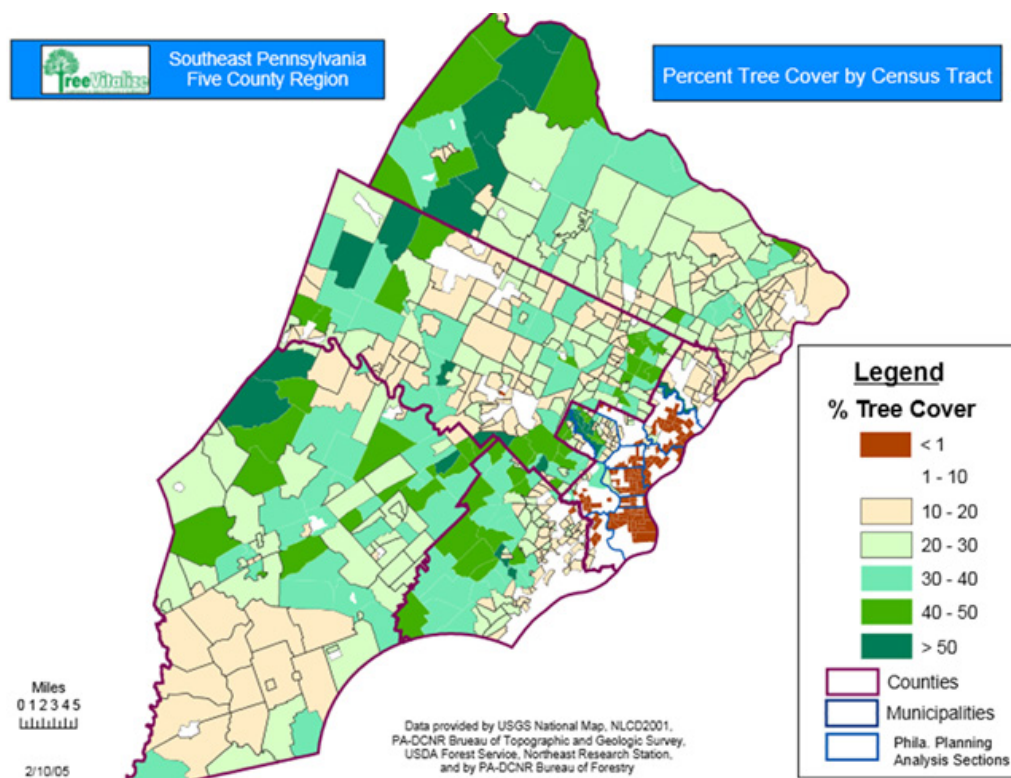 TreeVitalize
Southeast Pennsylvania
Five County Region
Percent Tree Cover by Census Tract
Legend
% Tree Cover
< 1
1 - 10
10 - 20
20 - 30
30 - 40
40 - 50
> 50
Counties
Municipalities
Phila. Planning
Analysis Sections
Miles
0 1 2 3 4 5
2/10/05
Data provided by USGS National Map, NLCD2001,
PA-DCNR Brueau of Topographic and Geologic Survey,
USDA Forest Service, Northeast Research Station,
and by PA-DCNR Bureau of Forestry